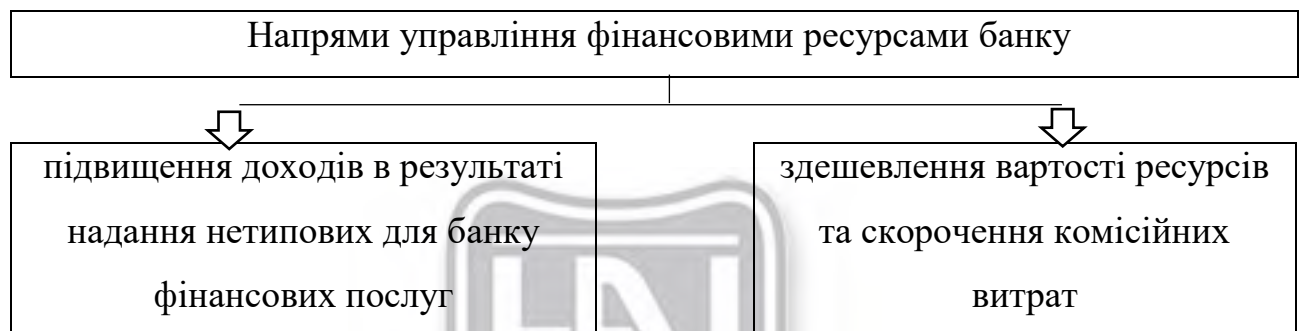 Напрями управління фінансовими ресурсами банку
підвищення доходів в результаті
надання нетипових для банку
фінансових послуг
здешевлення вартості ресурсів
та скорочення комісійних
витрат